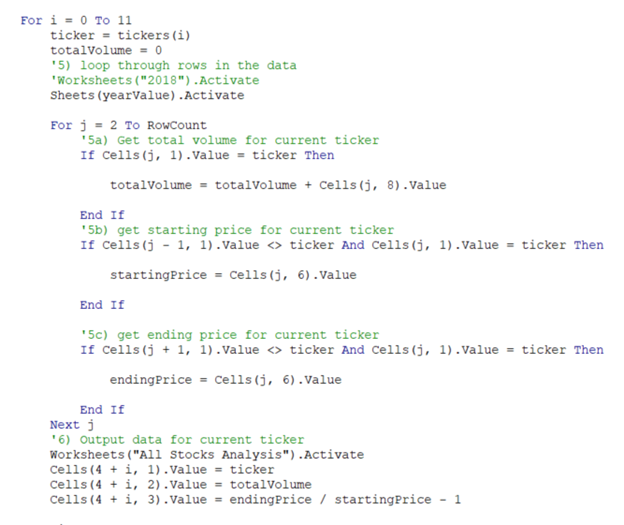 For i = 0 To 11
ticker = tickers(i)
totalVolume = 0
'5) loop through rows in the data
'Worksheets("2018").Activate
Sheets(yearValue).Activate
For j = 2 To RowCount
'5a) Get total volume for current ticker
If Cells(j, 1).Value = ticker Then
totalVolume = totalVolume + Cells(j, 8).Value
End If
'5b) get starting price for current ticker
If Cells(j - 1, 1).Value <> ticker And Cells(j, 1).Value = ticker Then
startingPrice = Cells(j, 6).Value
End If
'5c) get ending price for current ticker
If Cells(j + 1, 1).Value <> ticker And Cells(j, 1).Value = ticker Then
endingPrice = Cells(j, 6).Value
End If
Next j
'6) Output data for current ticker
Worksheets("All Stocks Analysis").Activate
Cells(4 + i, 1).Value = ticker
Cells(4 + i, 2).Value = totalVolume
Cells(4 + i, 3).Value = endingPrice / startingPrice - 1